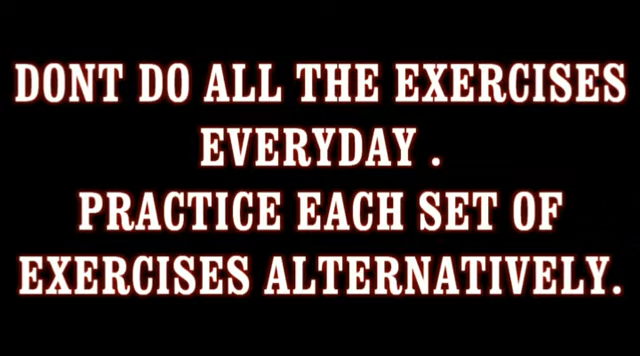 DONT DO ALL THE EXERCISES
EVERYDAY .
PRACTICE EACH SET OF
EXERCISES ALTERNATIVELY.